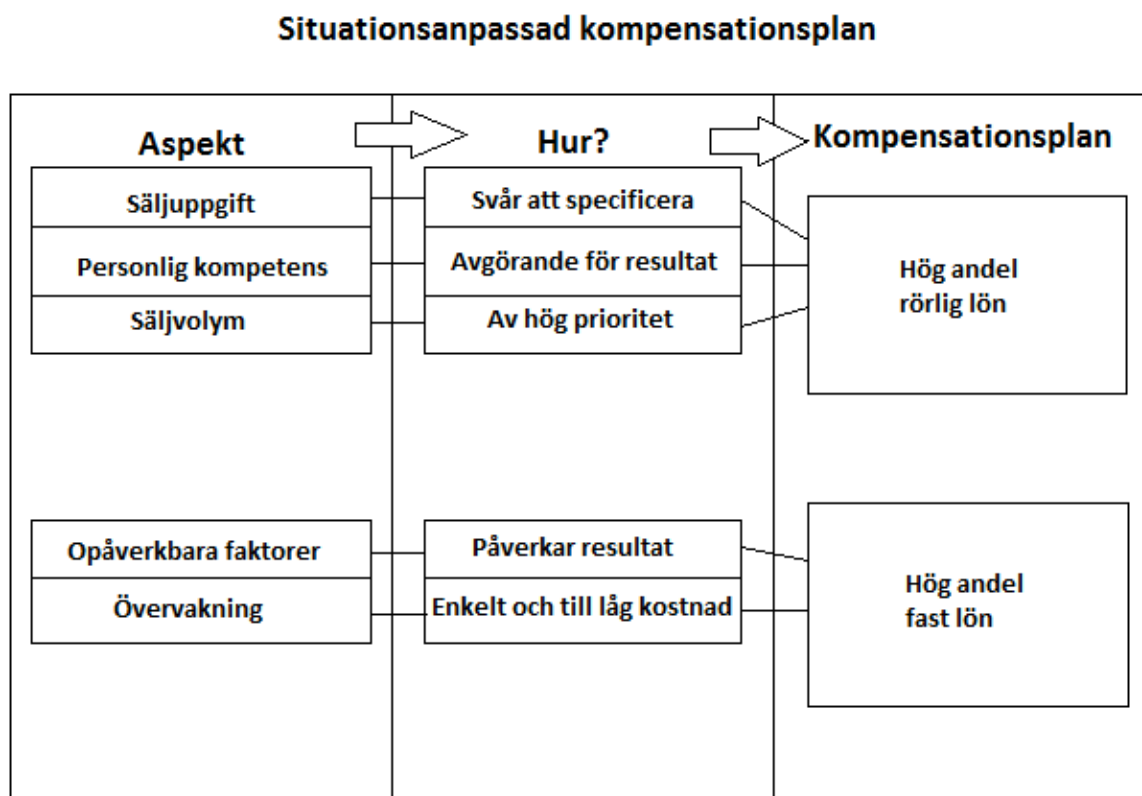 Situationsanpassad kompensationsplan
Aspekt
Hur?
Kompensationsplan
Säljuppgift
Svår att specificera
Personlig kompetens
Avgörande för resultat
Säljvolym
Av hög prioritet
Hög andel
rörlig lön
Opåverkbara faktorer
Påverkar resultat
Övervakning
Enkelt och till låg kostnad
Hög andel
fast lön